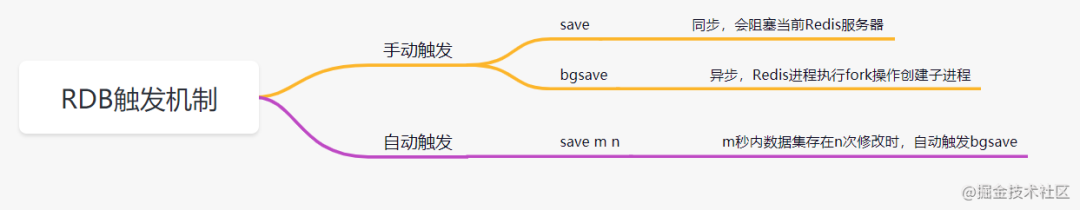 RDB触发机制
手动触发
save 同步，会阻塞当前Redis服务器
bgsave 异步，Redis进程执行fork操作创建子进程
自动触发
save m n m秒内数据集存在n次修改时，自动触发bgsave
@掘金技术社区